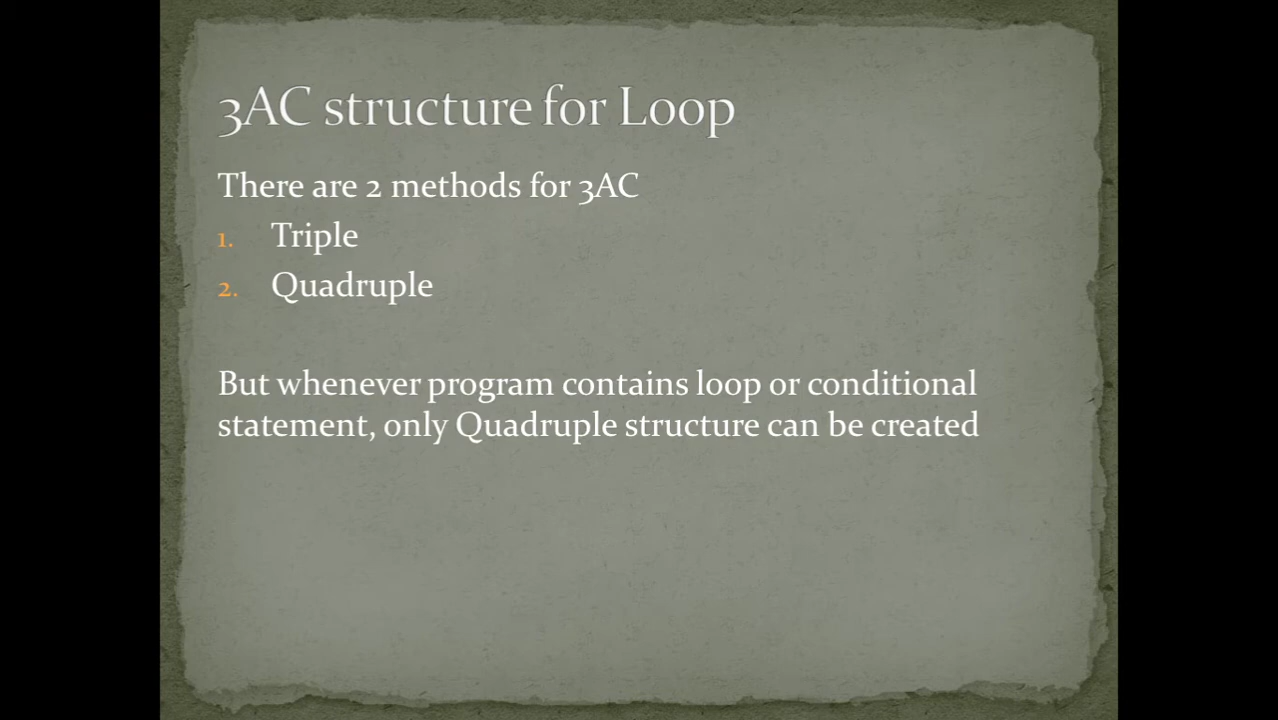 3AC structure for Loop
There are 2 methods for 3AC
1. Triple
2. Quadruple
But whenever program contains loop or conditional
statement, only Quadruple structure can be created